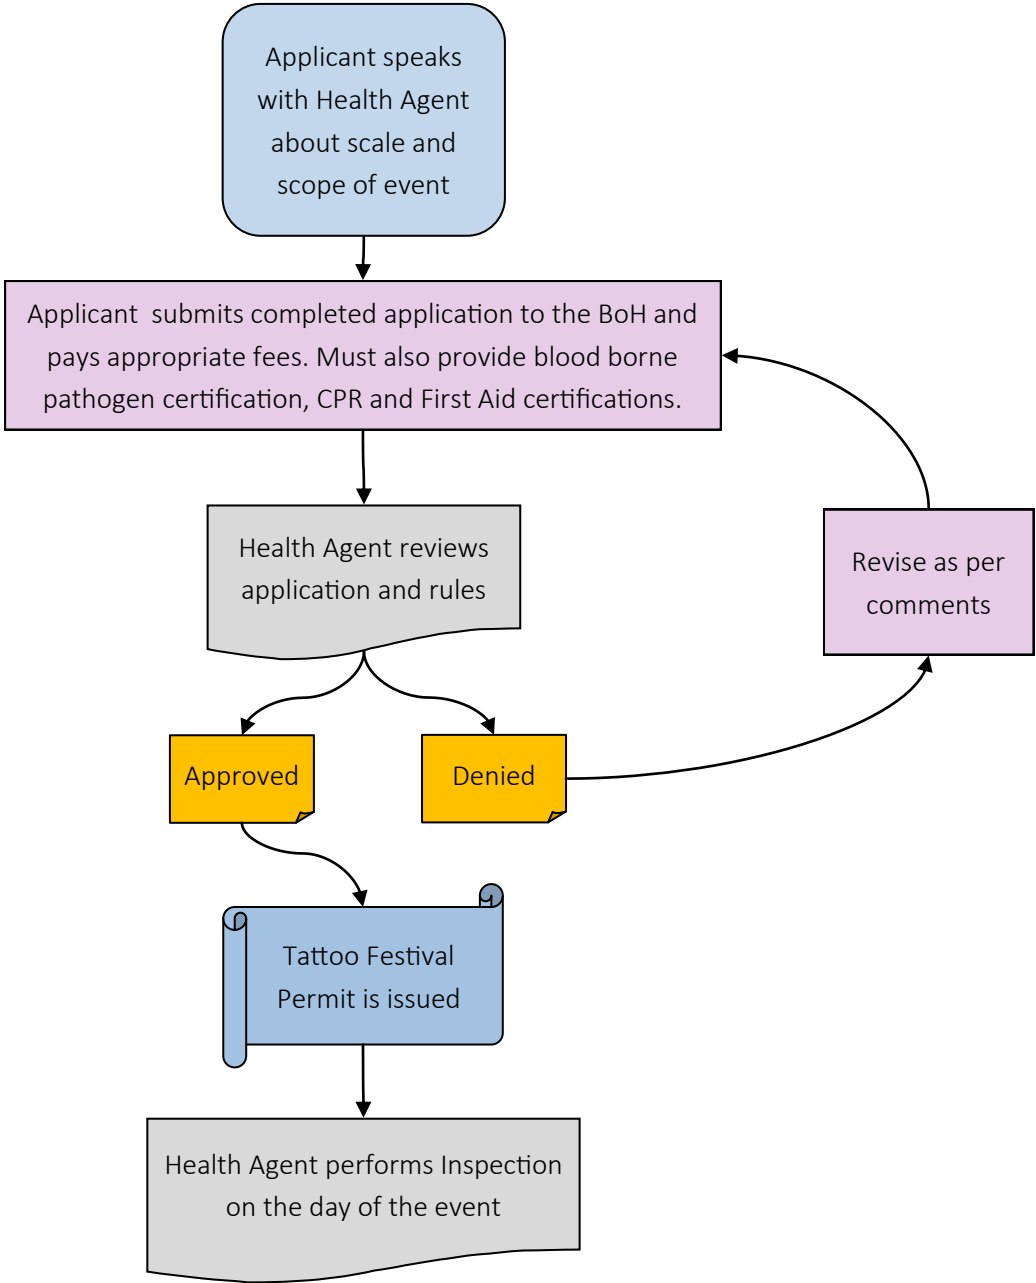 Applicant speaks
with Health Agent
about scale and
scope of event
Applicant  submits completed application to the BoH and
pays appropriate fees. Must also provide blood borne
pathogen certification, CPR and First Aid certifications.
Health Agent reviews
application and rules
Revise as per
comments
Approved
Denied
Tattoo Festival
Permit is issued
Health Agent performs Inspection
on the day of the event